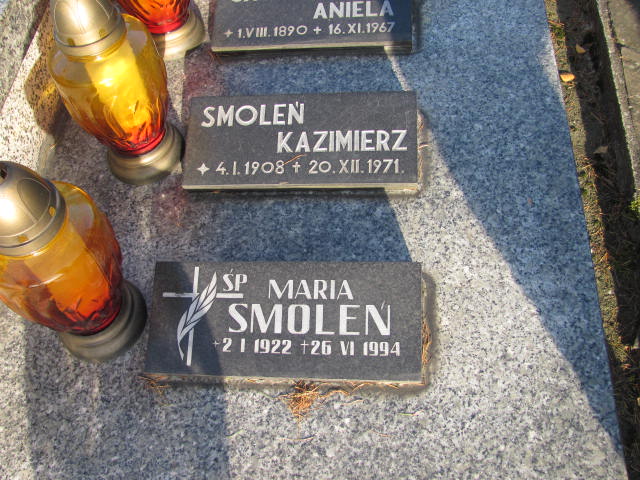 ANIELA
✦1.VIII.1890 + 16.XI.1967
SMOLEŃ
KAZIMIERZ
✦4.I.1908 + 20.XII.1971.
ŚP MARIA
SMOLEŃ
+2 I 1922 +26 VI 1994